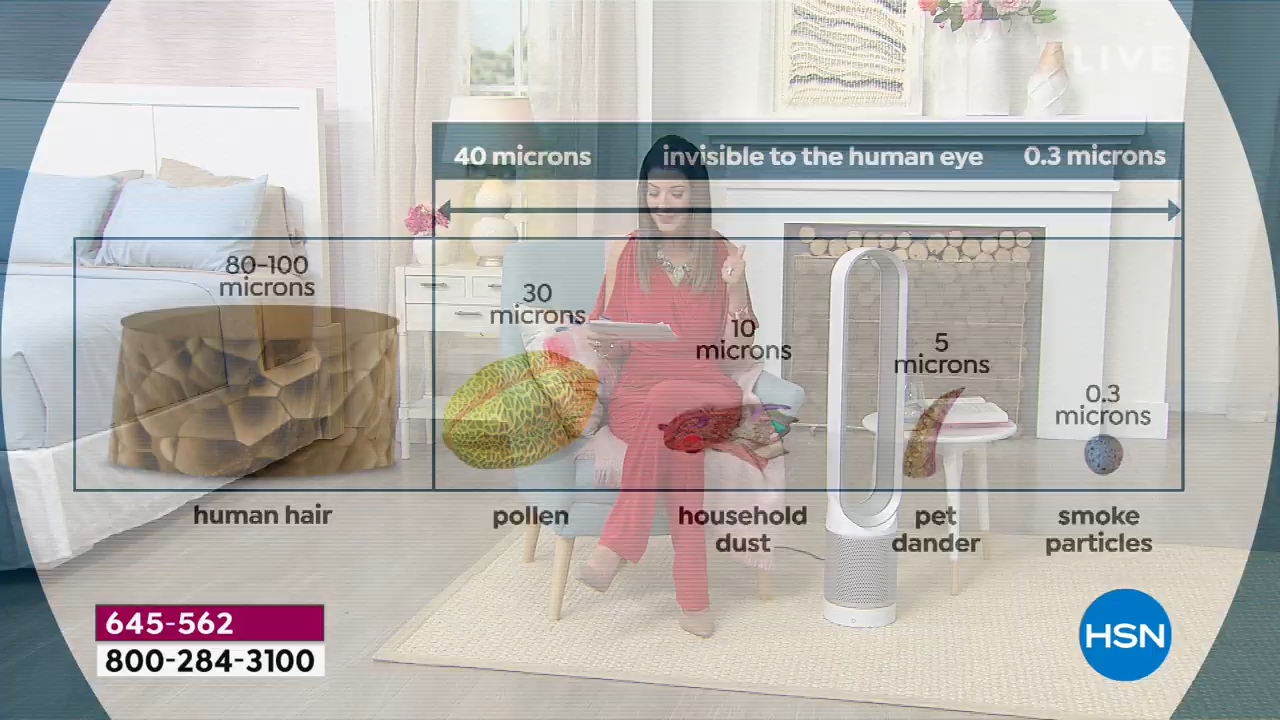 LIVE
40 microns
invisible to the human eye
0.3 microns
80-100
microns
30
microns
10
microns
5
microns
0.3
microns
human hair
pollen
household
dust
pet
dander
smoke
particles
645-562
800-284-3100
HSN